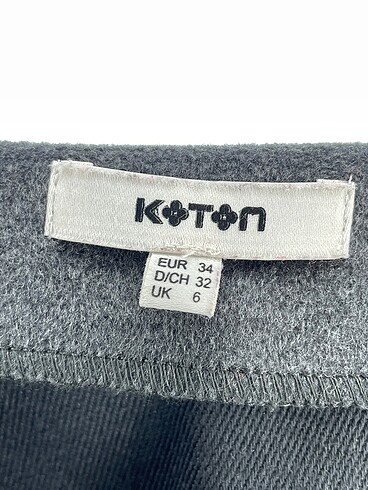 KOTON
EUR 34
D/CH 32
UK 6